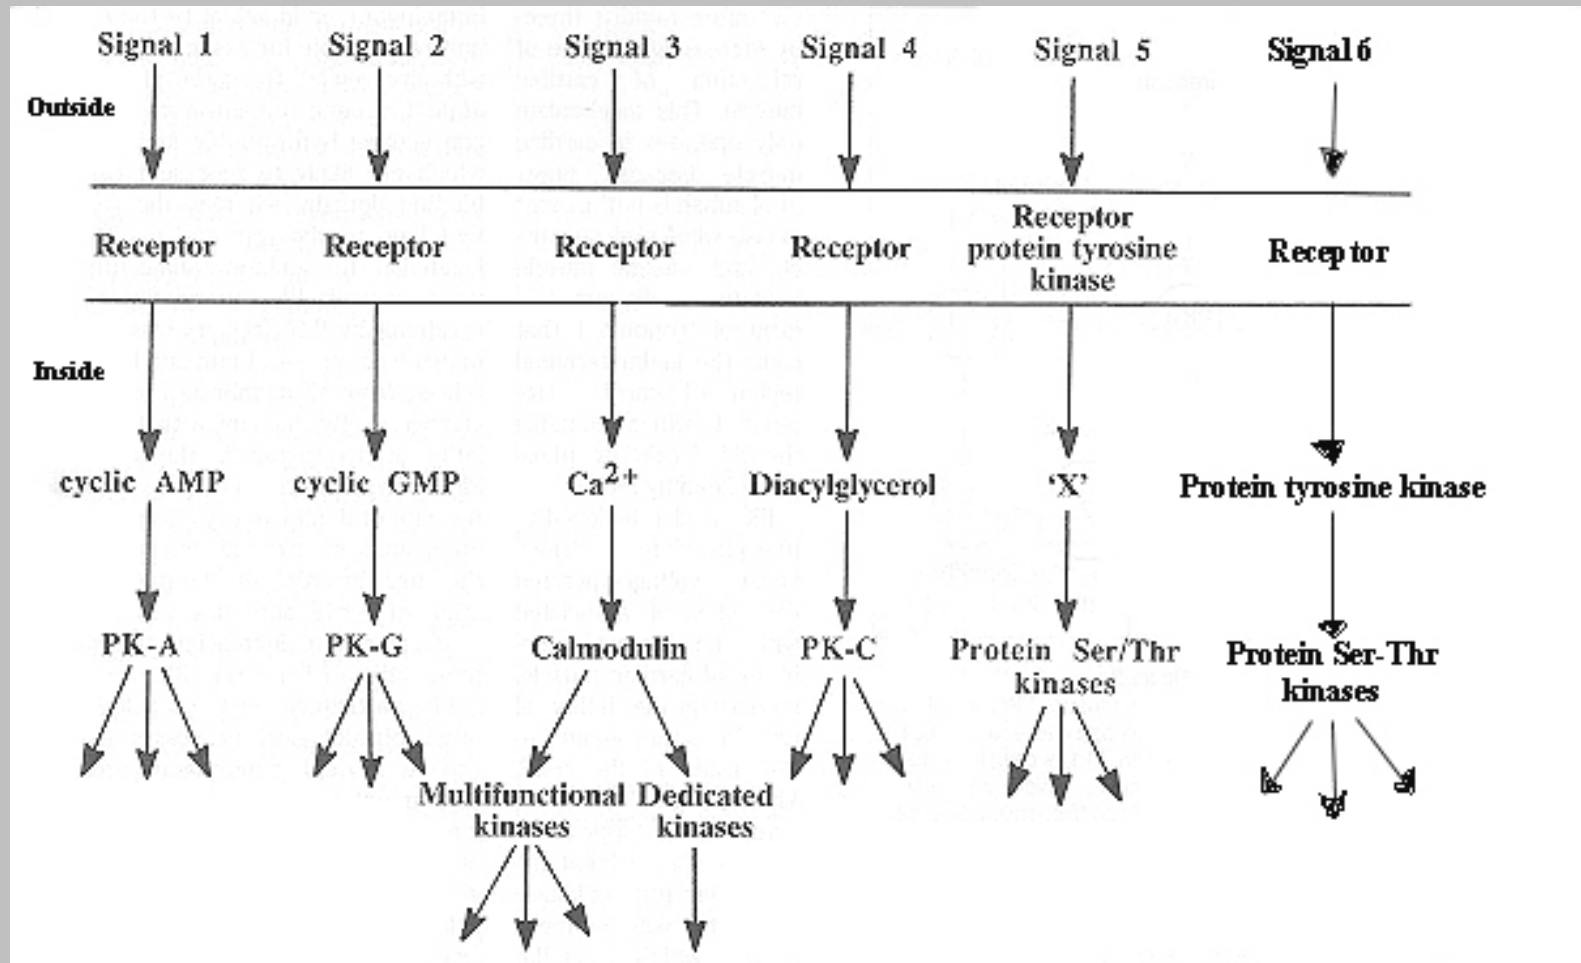 Signal 1 Signal 2 Signal 3 Signal 4 Signal 5 Signal 6
Outside
Receptor Receptor Receptor Receptor Receptor protein tyrosine kinase Receptor
Inside
cyclic AMP cyclic GMP Ca²⁺ Diacylglycerol ‘X’ Protein tyrosine kinase
PK-A PK-G Calmodulin PK-C Protein Ser/Thr kinases Protein Ser-Thr kinases
Multifunctional Dedicated
kinases kinases